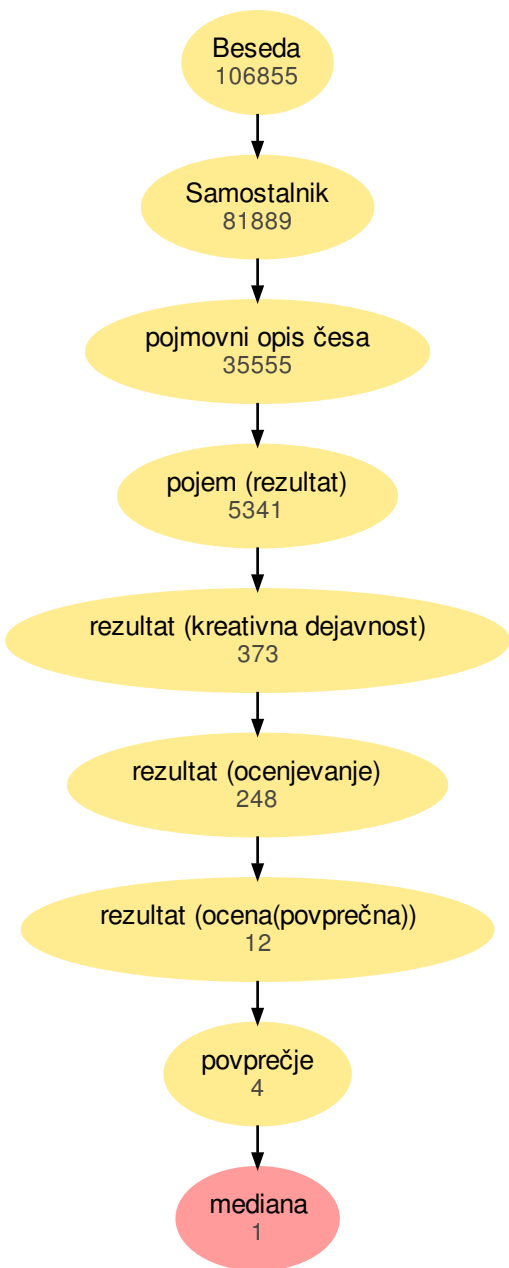 Beseda
106855
Samostalnik
81889
pojmovni opis česa
35555
pojem (rezultat)
5341
rezultat (kreativna dejavnost)
373
rezultat (ocenjevanje)
248
rezultat (ocena(povprečna))
12
povprečje
4
mediana
1